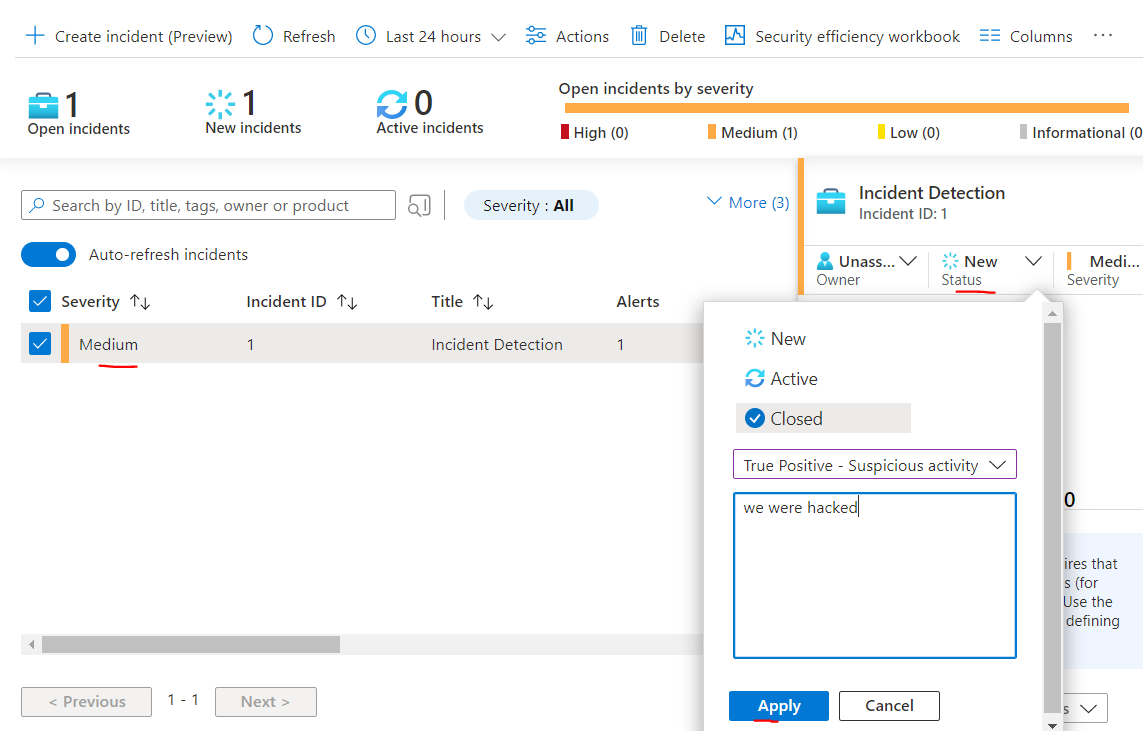 Create incident (Preview) Refresh Last 24 hours Actions Delete Security efficiency workbook Columns ...
1 Open incidents
1 New incidents
0 Active incidents
Open incidents by severity
High (0) Medium (1) Low (0) Informational (0
Search by ID, title, tags, owner or product
Severity : All
More (3)
Auto-refresh incidents
Severity Incident ID Title Alerts
Medium 1 Incident Detection 1
< Previous 1 - 1 Next >
Incident Detection
Incident ID: 1
Unass... New Medi...
Owner Status Severity
New
Active
Closed
True Positive - Suspicious activity
we were hacked
Apply Cancel
0
ires that
s (for
Use the
defining
s